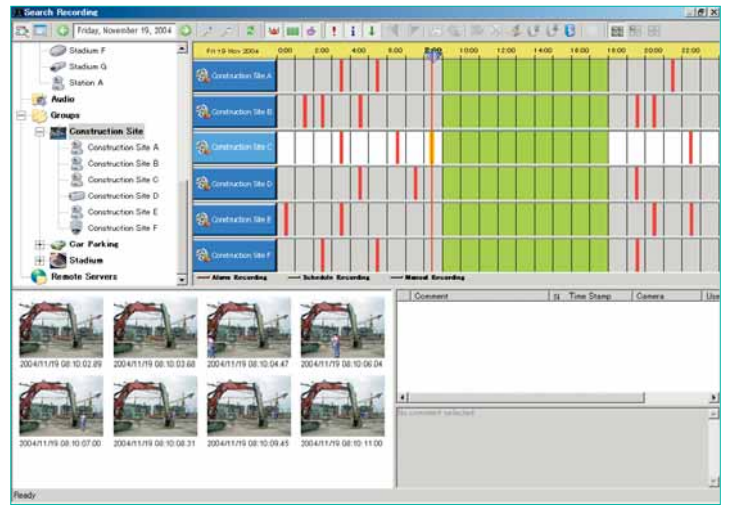 Search Recording
Friday, November 19, 2004
Stadium F
Stadium G
Station A
Audio
Groups
Construction Site
Construction Site A
Construction Site B
Construction Site C
Construction Site D
Construction Site E
Construction Site F
Car Parking
Stadium
Remote Servers
Fri 19 Nov 2004 0:00 2:00 4:00 6:00 8:00 10:00 12:00 14:00 16:00 18:00 20:00 22:00
Construction Site A
Construction Site B
Construction Site C
Construction Site D
Construction Site E
Construction Site F
Alarm Recording Schedule Recording Manual Recording
2004/11/19 08:10:02.89 2004/11/19 08:10:03.68 2004/11/19 08:10:04.47 2004/11/19 08:10:06.04
2004/11/19 08:10:07.00 2004/11/19 08:10:08.31 2004/11/19 08:10:09.45 2004/11/19 08:10:11.00
Comment Time Stamp Camera Use
No comment selected
Ready